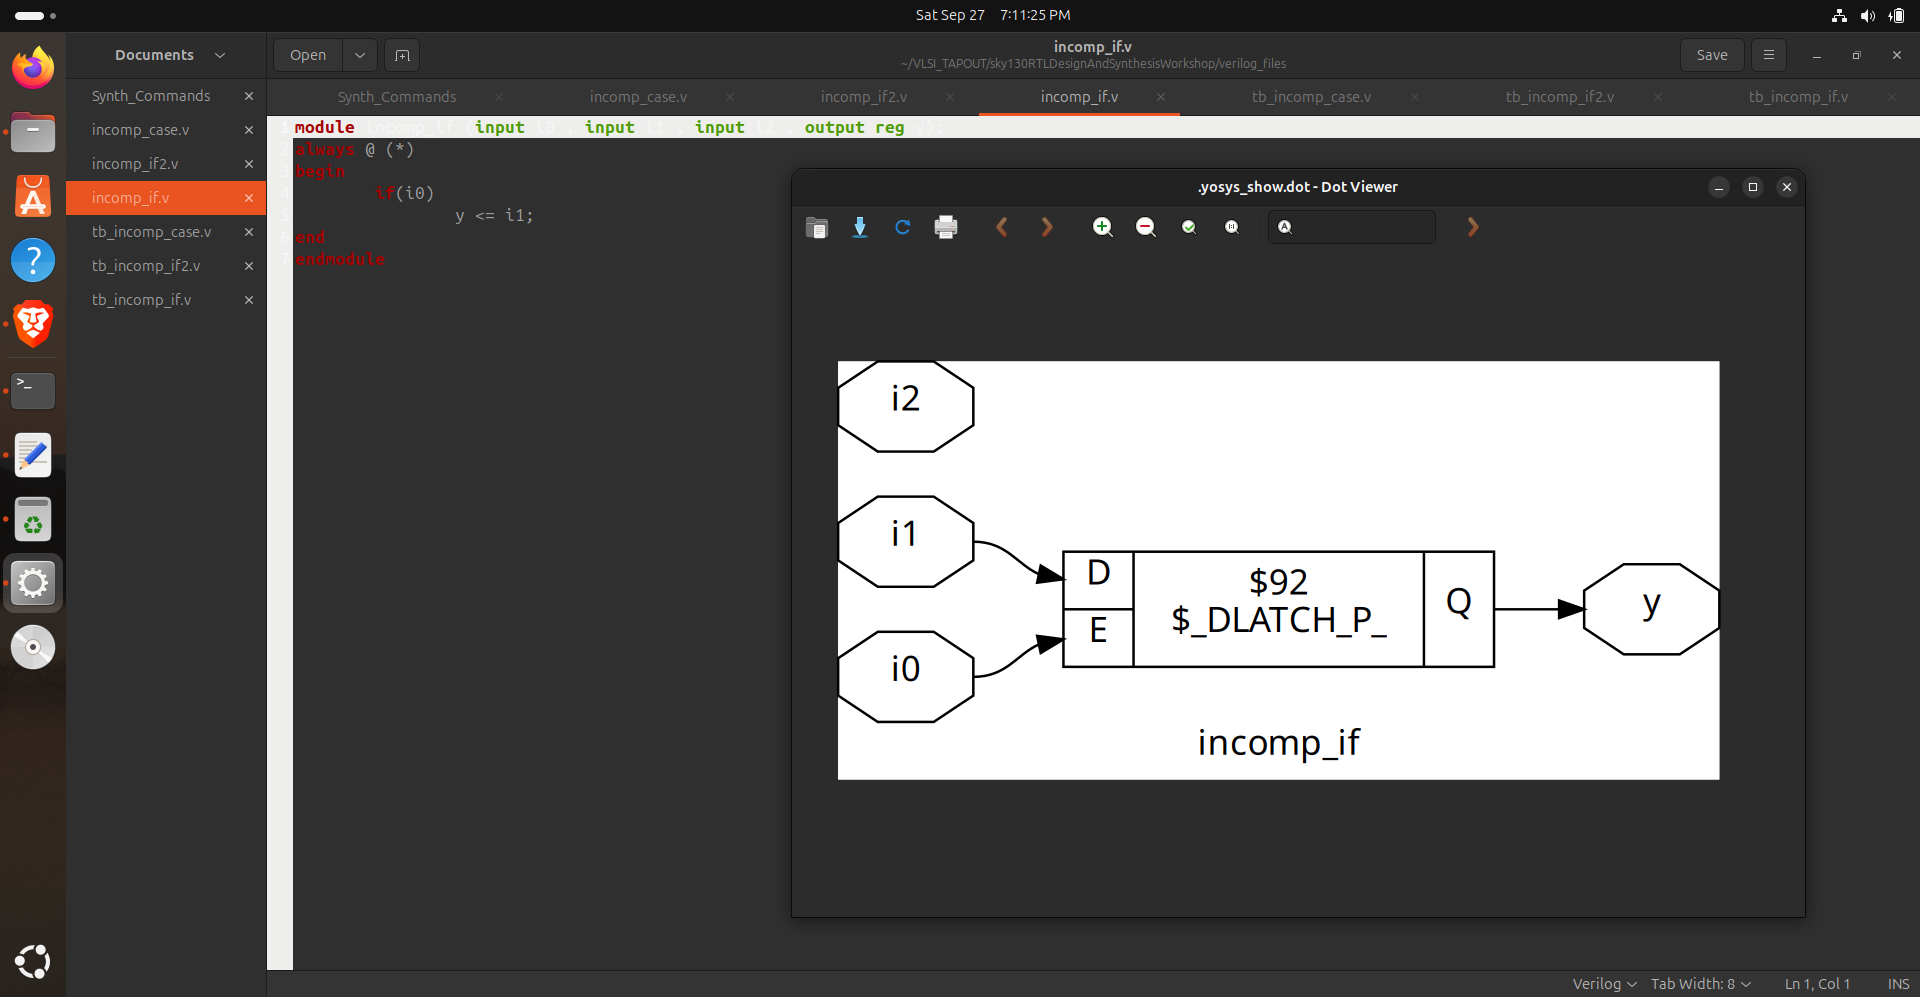 Sat Sep 27 7:11:25 PM
Documents
Open
incomp_if.v
~/VLSI_TAPOUT/sky130RTLDesignAndSynthesisWorkshop/verilog_files
Save
Synth_Commands
incomp_case.v
incomp_if2.v
incomp_if.v
tb_incomp_case.v
tb_incomp_if2.v
tb_incomp_if.v
Synth_Commands
incomp_case.v
incomp_if2.v
incomp_if.v
tb_incomp_case.v
tb_incomp_if2.v
tb_incomp_if.v
1 module incomp_if (input i0 , input i1 , input i2 , output reg y);
2 always @ (*)
3 begin
4 if(i0)
5 y <= i1;
6 end
7 endmodule
.yosys_show.dot - Dot Viewer
i2
i1
i0
D
E
$92
$_DLATCH_P_
Q
y
incomp_if
Verilog Tab Width: 8 Ln 1, Col 1 INS